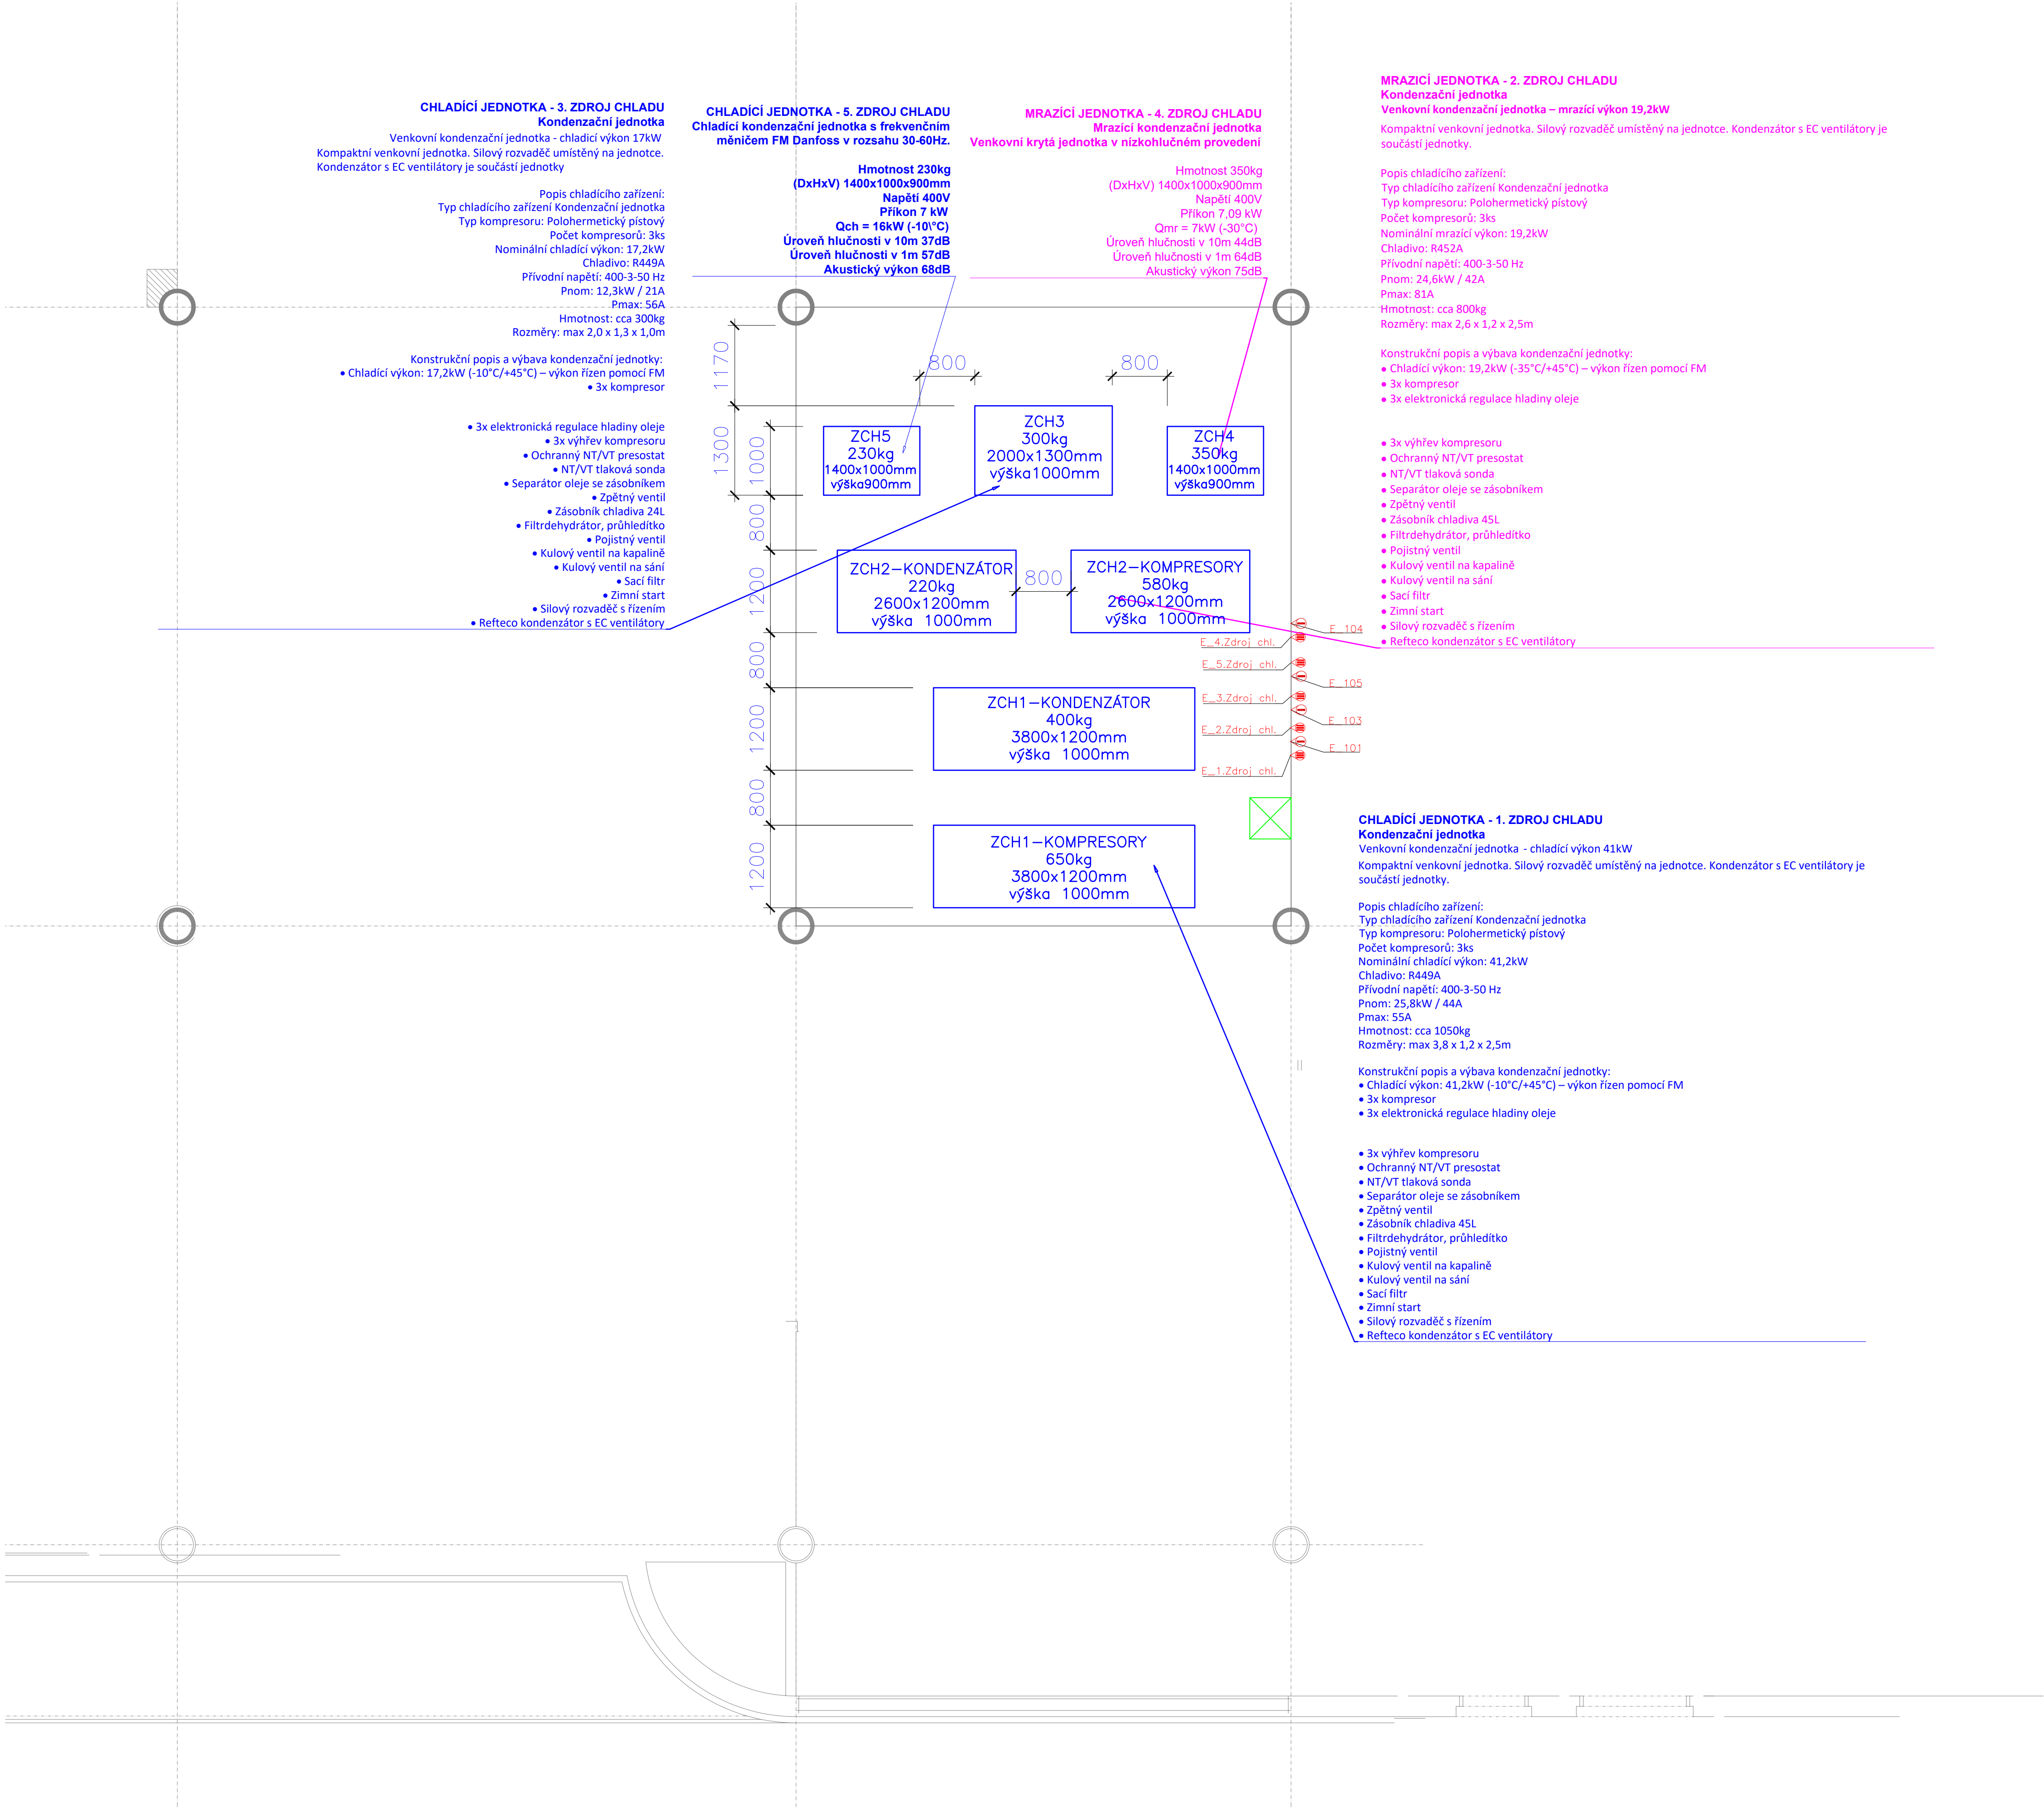 CHLADÍCÍ JEDNOTKA - 3. ZDROJ CHLADU
Kondenzační jednotka
Venkovní kondenzační jednotka - chladicí výkon 17kW
Kompaktní venkovní jednotka. Silový rozvaděč umístěný na jednotce.
Kondenzátor s EC ventilátory je součástí jednotky
Popis chladícího zařízení:
Typ chladícího zařízení Kondenzační jednotka
Typ kompresoru: Polohermetický pístový
Počet kompresorů: 3ks
Nominální chladící výkon: 17,2kW
Chladivo: R449A
Přívodní napětí: 400-3-50 Hz
Pnom: 12,3kW / 21A
Pmax: 56A
Hmotnost: cca 300kg
Rozměry: max 2,0 x 1,3 x 1,0m
Konstrukční popis a výbava kondenzační jednotky:
• Chladící výkon: 17,2kW (-10°C/+45°C) – výkon řízen pomocí FM
• 3x kompresor
• 3x elektronická regulace hladiny oleje
• 3x výhřev kompresoru
• Ochranný NT/VT presostat
• NT/VT tlaková sonda
• Separátor oleje se zásobníkem
• Zpětný ventil
• Zásobník chladiva 24L
• Filtrdehydrátor, průhledítko
• Pojistný ventil
• Kulový ventil na kapalině
• Kulový ventil na sání
• Sací filtr
• Zimní start
• Silový rozvaděč s řízením
• Refteco kondenzátor s EC ventilátory
CHLADÍCÍ JEDNOTKA - 5. ZDROJ CHLADU
Chladící kondenzační jednotka s frekvenčním
měničem FM Danfoss v rozsahu 30-60Hz.
Hmotnost 230kg
(DxHxV) 1400x1000x900mm
Napětí 400V
Příkon 7 kW
Qch = 16kW (-10\°C)
Úroveň hlučnosti v 10m 37dB
Úroveň hlučnosti v 1m 57dB
Akustický výkon 68dB
MRAZÍCÍ JEDNOTKA - 4. ZDROJ CHLADU
Mrazící kondenzační jednotka
Venkovní krytá jednotka v nízkohlučném provedení
Hmotnost 350kg
(DxHxV) 1400x1000x900mm
Napětí 400V
Příkon 7,09 kW
Qmr = 7kW (-30°C)
Úroveň hlučnosti v 10m 44dB
Úroveň hlučnosti v 1m 64dB
Akustický výkon 75dB
MRAZICÍ JEDNOTKA - 2. ZDROJ CHLADU
Kondenzační jednotka
Venkovní kondenzační jednotka – mrazící výkon 19,2kW
Kompaktní venkovní jednotka. Silový rozvaděč umístěný na jednotce. Kondenzátor s EC ventilátory je
součástí jednotky.
Popis chladícího zařízení:
Typ chladícího zařízení Kondenzační jednotka
Typ kompresoru: Polohermetický pístový
Počet kompresorů: 3ks
Nominální mrazící výkon: 19,2kW
Chladivo: R452A
Přívodní napětí: 400-3-50 Hz
Pnom: 24,6kW / 42A
Pmax: 81A
Hmotnost: cca 800kg
Rozměry: max 2,6 x 1,2 x 2,5m
Konstrukční popis a výbava kondenzační jednotky:
• Chladící výkon: 19,2kW (-35°C/+45°C) – výkon řízen pomocí FM
• 3x kompresor
• 3x elektronická regulace hladiny oleje
• 3x výhřev kompresoru
• Ochranný NT/VT presostat
• NT/VT tlaková sonda
• Separátor oleje se zásobníkem
• Zpětný ventil
• Zásobník chladiva 45L
• Filtrdehydrátor, průhledítko
• Pojistný ventil
• Kulový ventil na kapalině
• Kulový ventil na sání
• Sací filtr
• Zimní start
• Silový rozvaděč s řízením
• Refteco kondenzátor s EC ventilátory
1170
1300
1000
800
1200
800
1200
800
1200
800
800
ZCH5
230kg
1400x1000mm
výška900mm
ZCH3
300kg
2000x1300mm
výška1000mm
ZCH4
350kg
1400x1000mm
výška900mm
ZCH2–KONDENZÁTOR
220kg
2600x1200mm
výška 1000mm
800
ZCH2–KOMPRESORY
580kg
2600x1200mm
výška 1000mm
ZCH1–KONDENZÁTOR
400kg
3800x1200mm
výška 1000mm
ZCH1–KOMPRESORY
650kg
3800x1200mm
výška 1000mm
E_4.Zdroj chl.
E_5.Zdroj chl.
E_3.Zdroj chl.
E_2.Zdroj chl.
E_1.Zdroj chl.
E_104
E_105
E_103
E_101
CHLADÍCÍ JEDNOTKA - 1. ZDROJ CHLADU
Kondenzační jednotka
Venkovní kondenzační jednotka - chladící výkon 41kW
Kompaktní venkovní jednotka. Silový rozvaděč umístěný na jednotce. Kondenzátor s EC ventilátory je
součástí jednotky.
Popis chladícího zařízení:
Typ chladícího zařízení Kondenzační jednotka
Typ kompresoru: Polohermetický pístový
Počet kompresorů: 3ks
Nominální chladící výkon: 41,2kW
Chladivo: R449A
Přívodní napětí: 400-3-50 Hz
Pnom: 25,8kW / 44A
Pmax: 55A
Hmotnost: cca 1050kg
Rozměry: max 3,8 x 1,2 x 2,5m
Konstrukční popis a výbava kondenzační jednotky:
• Chladící výkon: 41,2kW (-10°C/+45°C) – výkon řízen pomocí FM
• 3x kompresor
• 3x elektronická regulace hladiny oleje
• 3x výhřev kompresoru
• Ochranný NT/VT presostat
• NT/VT tlaková sonda
• Separátor oleje se zásobníkem
• Zpětný ventil
• Zásobník chladiva 45L
• Filtrdehydrátor, průhledítko
• Pojistný ventil
• Kulový ventil na kapalině
• Kulový ventil na sání
• Sací filtr
• Zimní start
• Silový rozvaděč s řízením
• Refteco kondenzátor s EC ventilátory